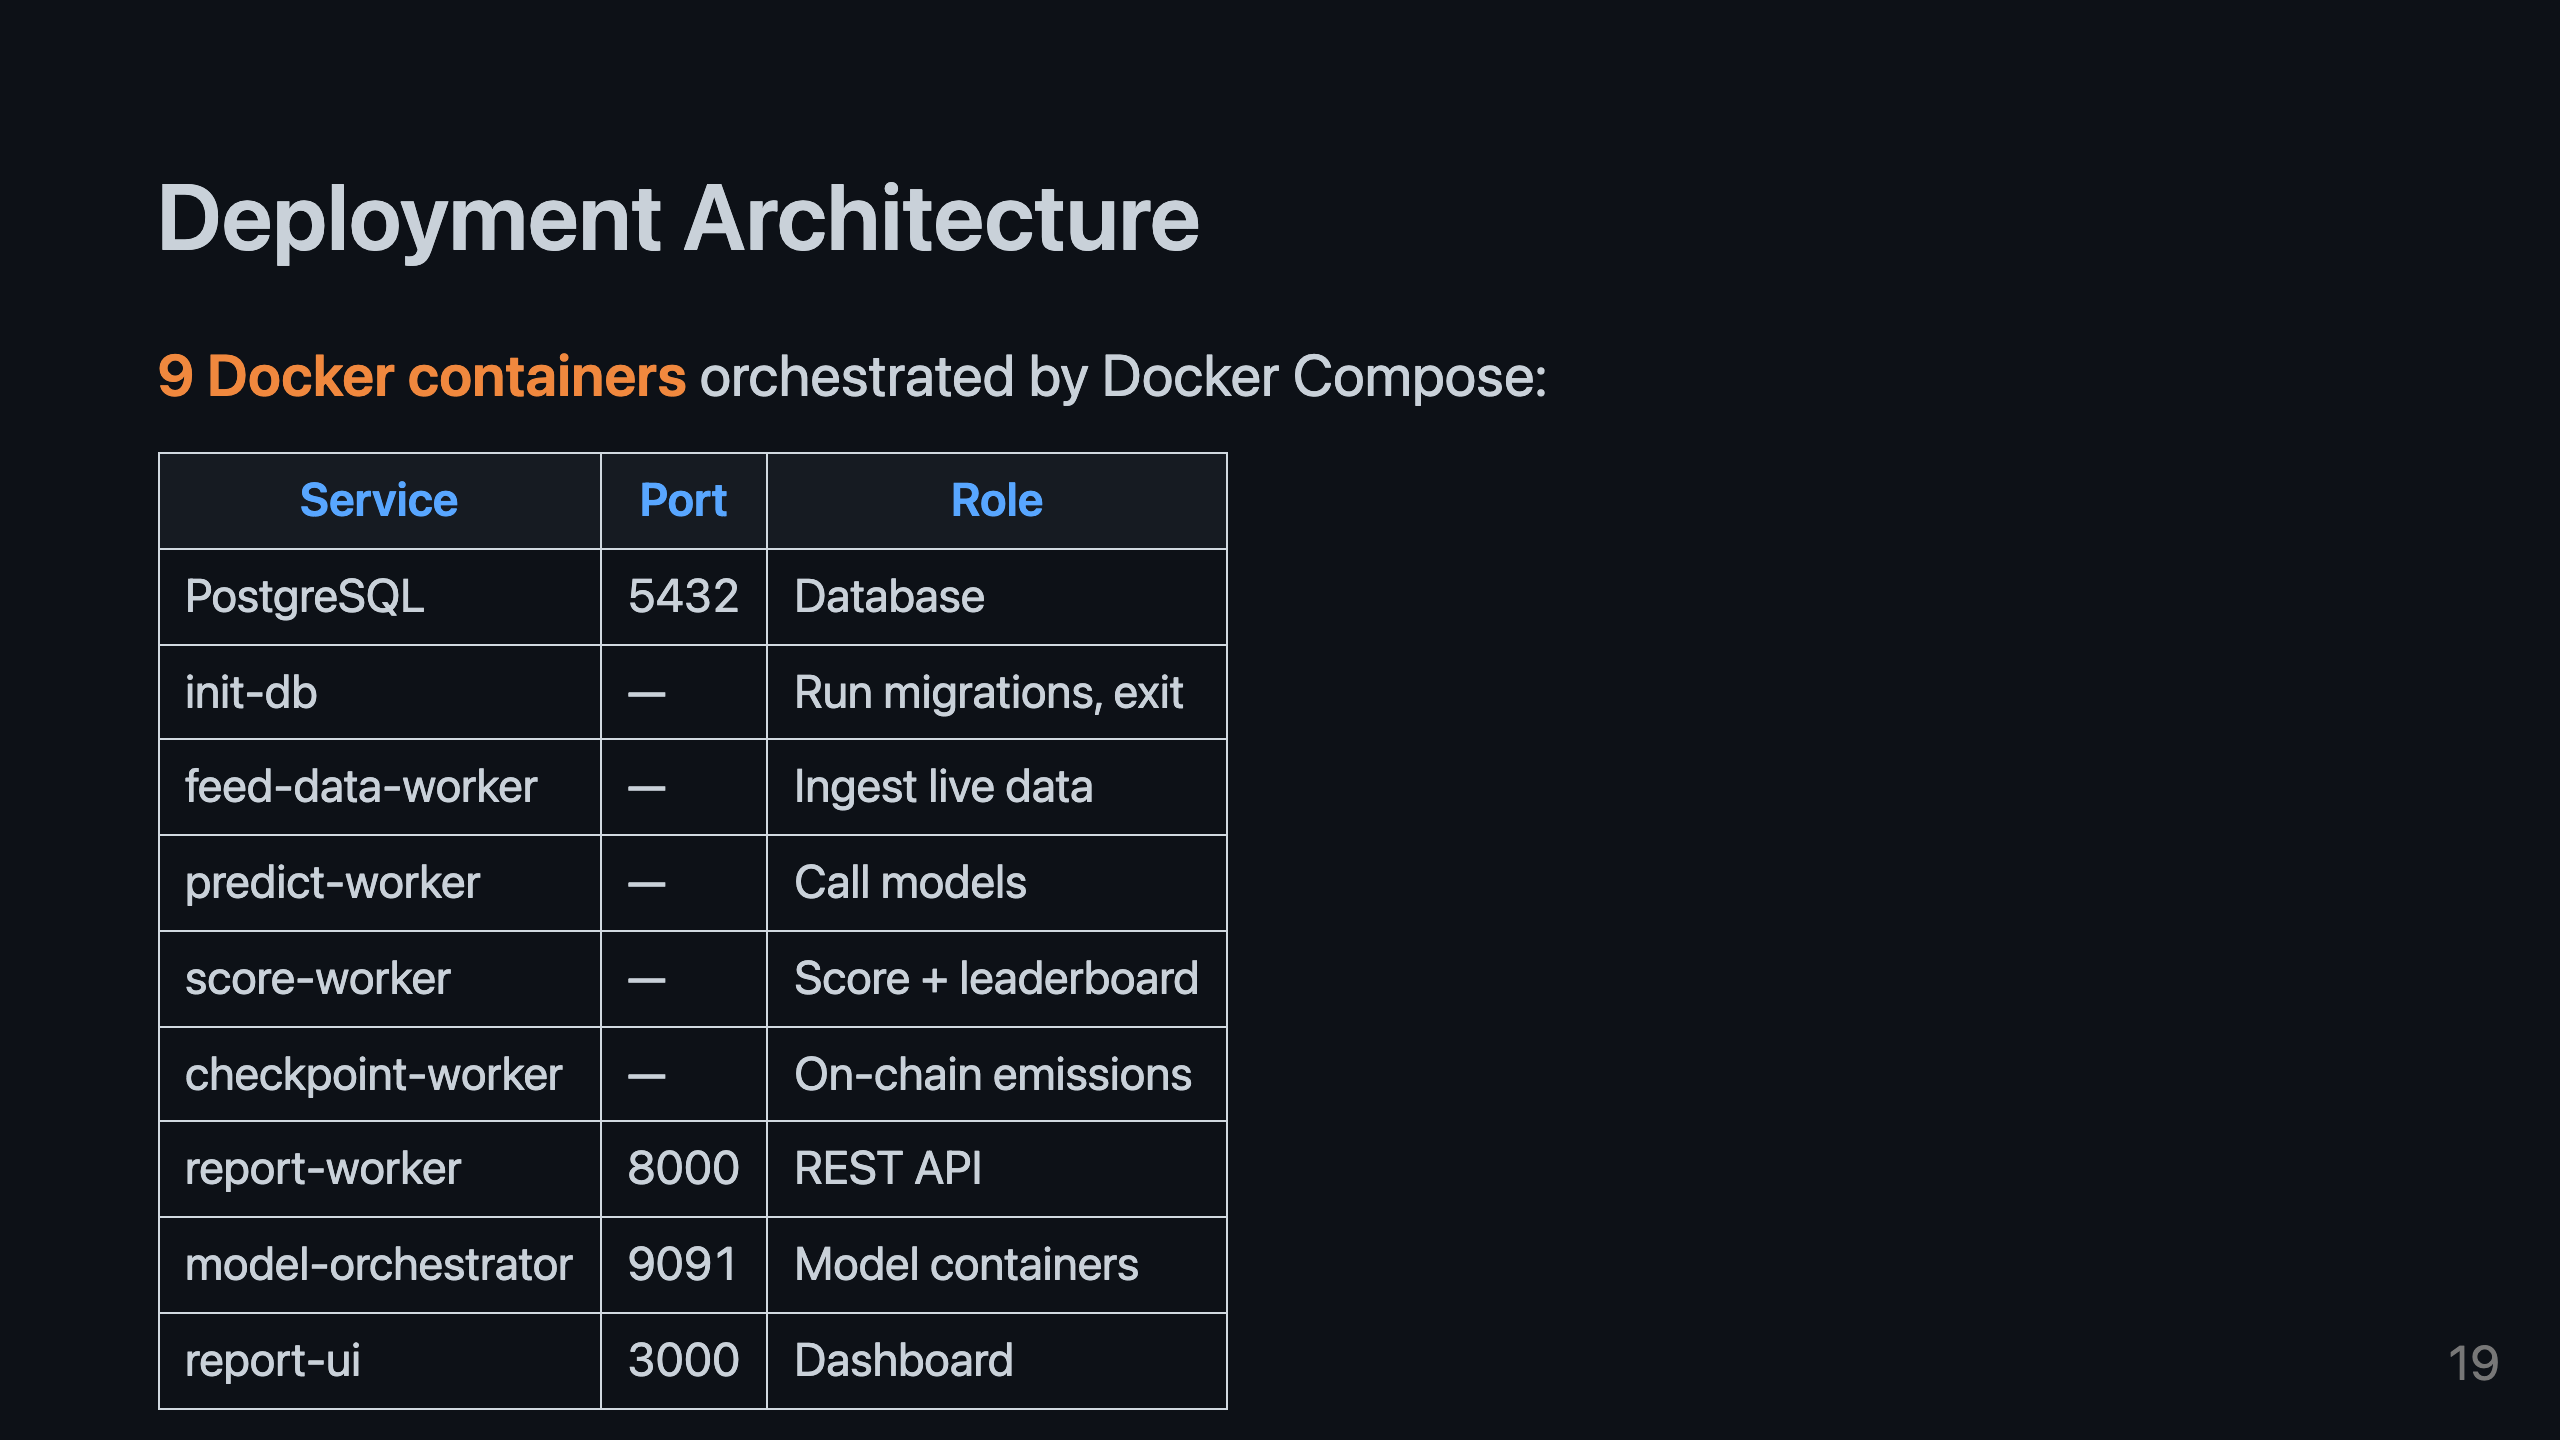 Deployment Architecture
9 Docker containers orchestrated by Docker Compose:
Service Port Role
PostgreSQL 5432 Database
init-db — Run migrations, exit
feed-data-worker — Ingest live data
predict-worker — Call models
score-worker — Score + leaderboard
checkpoint-worker — On-chain emissions
report-worker 8000 REST API
model-orchestrator 9091 Model containers
report-ui 3000 Dashboard
19